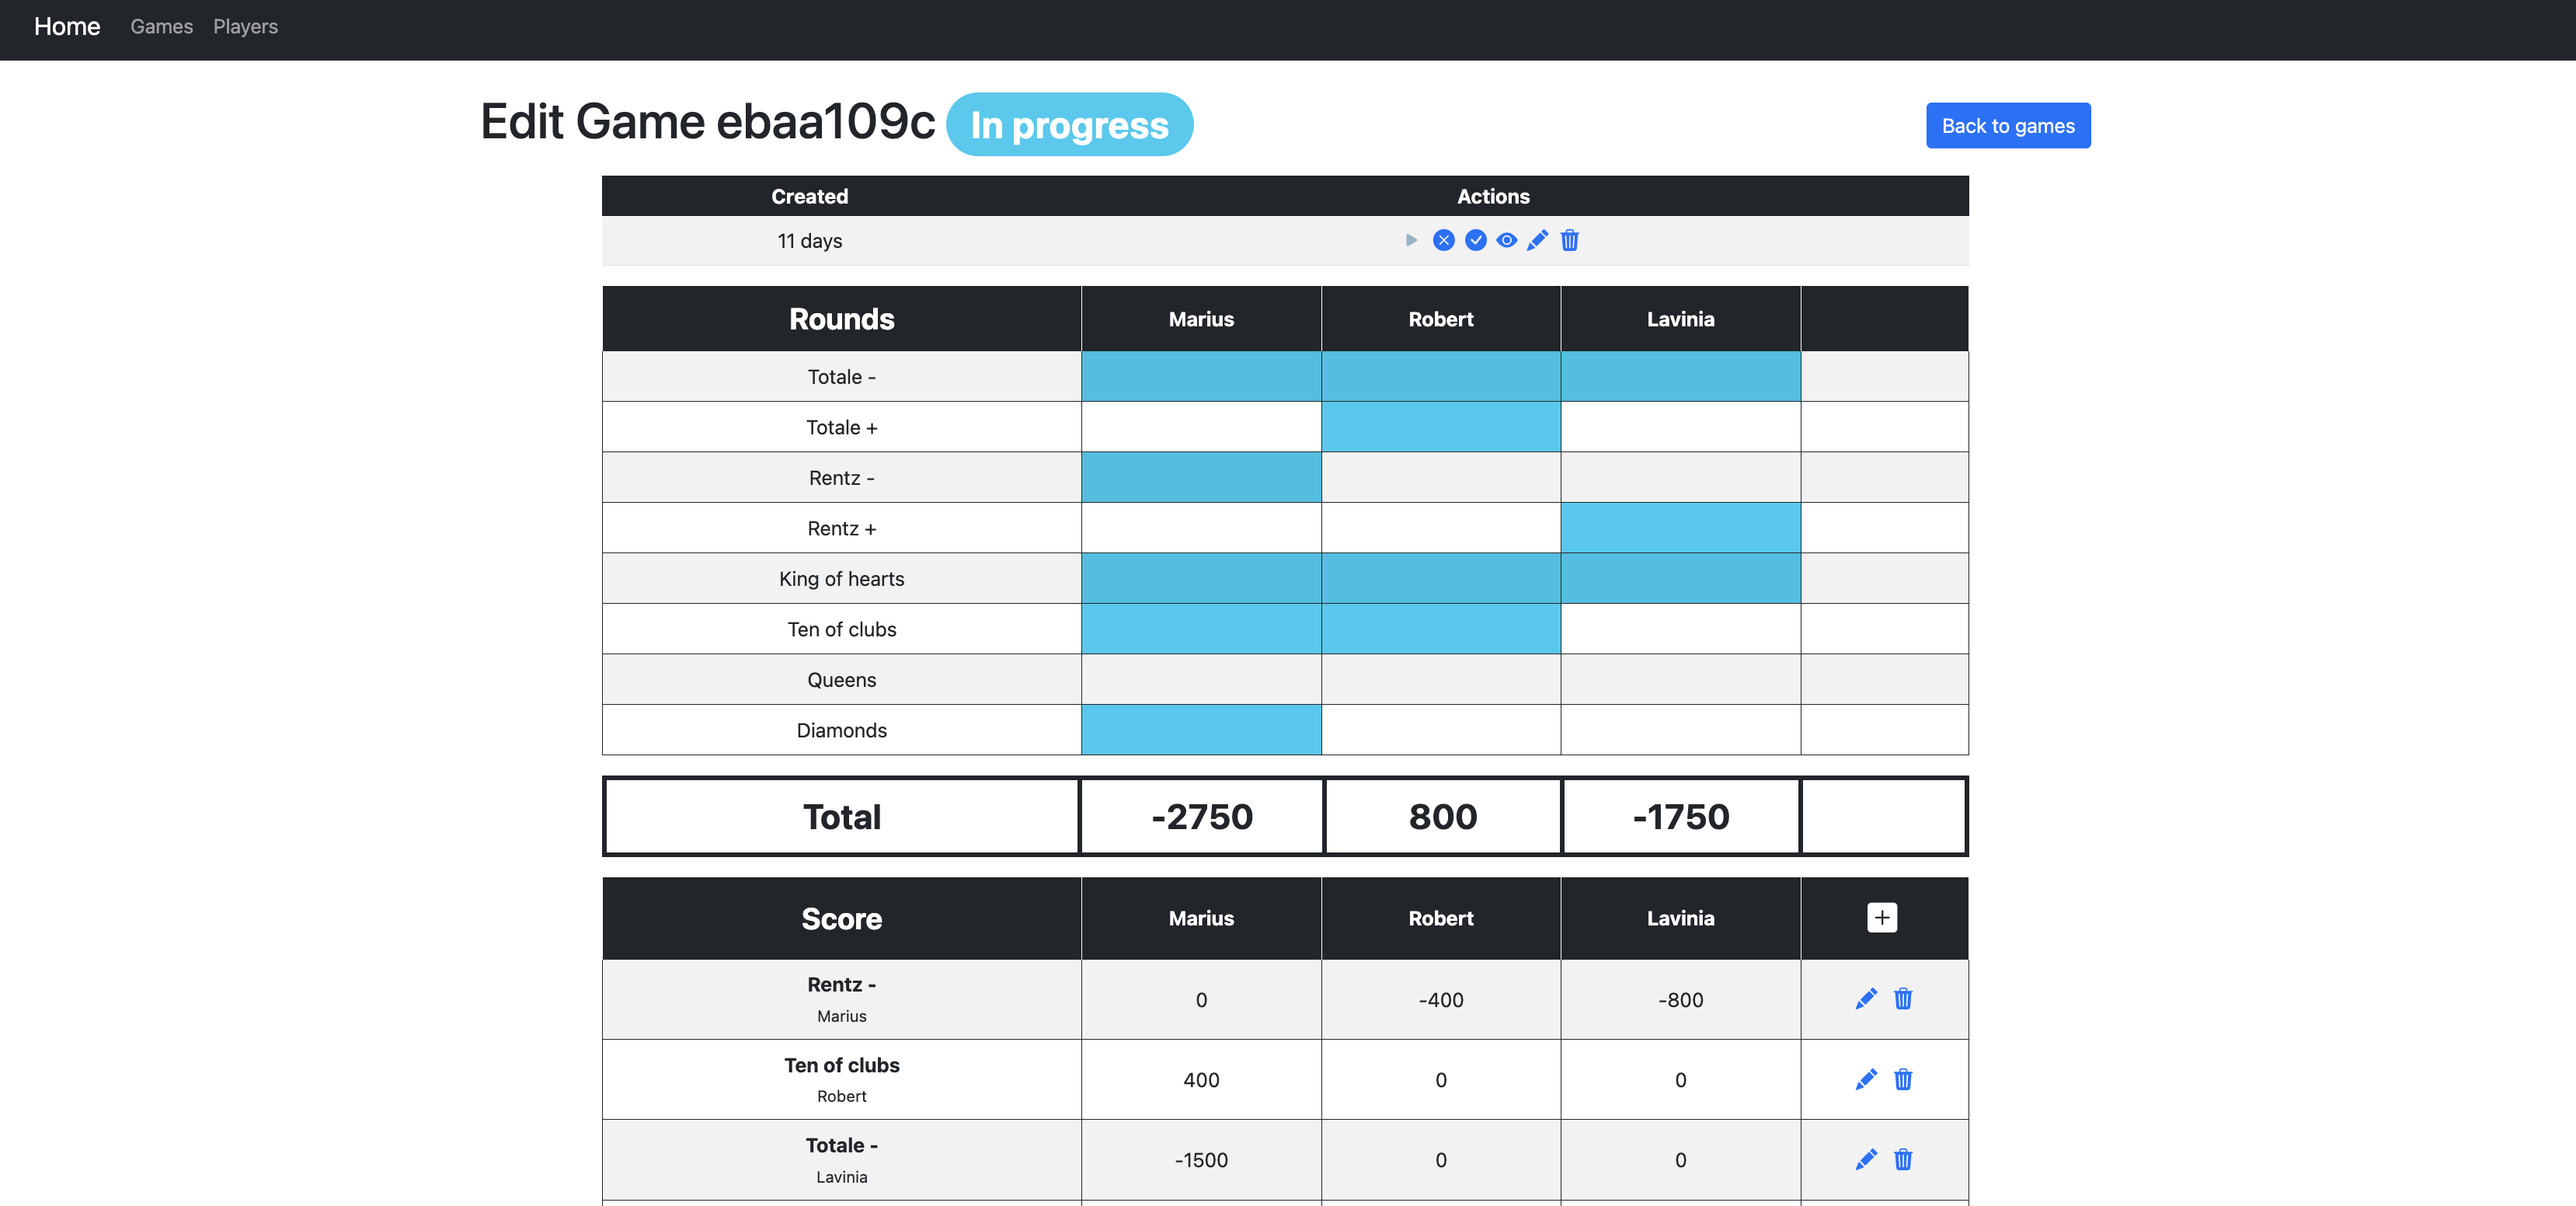 Home Games Players
Edit Game ebaa109c In progress Back to games
Created Actions
11 days
Rounds Marius Robert Lavinia
Totale -
Totale +
Rentz -
Rentz +
King of hearts
Ten of clubs
Queens
Diamonds
Total -2750 800 -1750
Score Marius Robert Lavinia +
Rentz -
Marius
0 -400 -800
Ten of clubs
Robert
400 0 0
Totale -
Lavinia
-1500 0 0